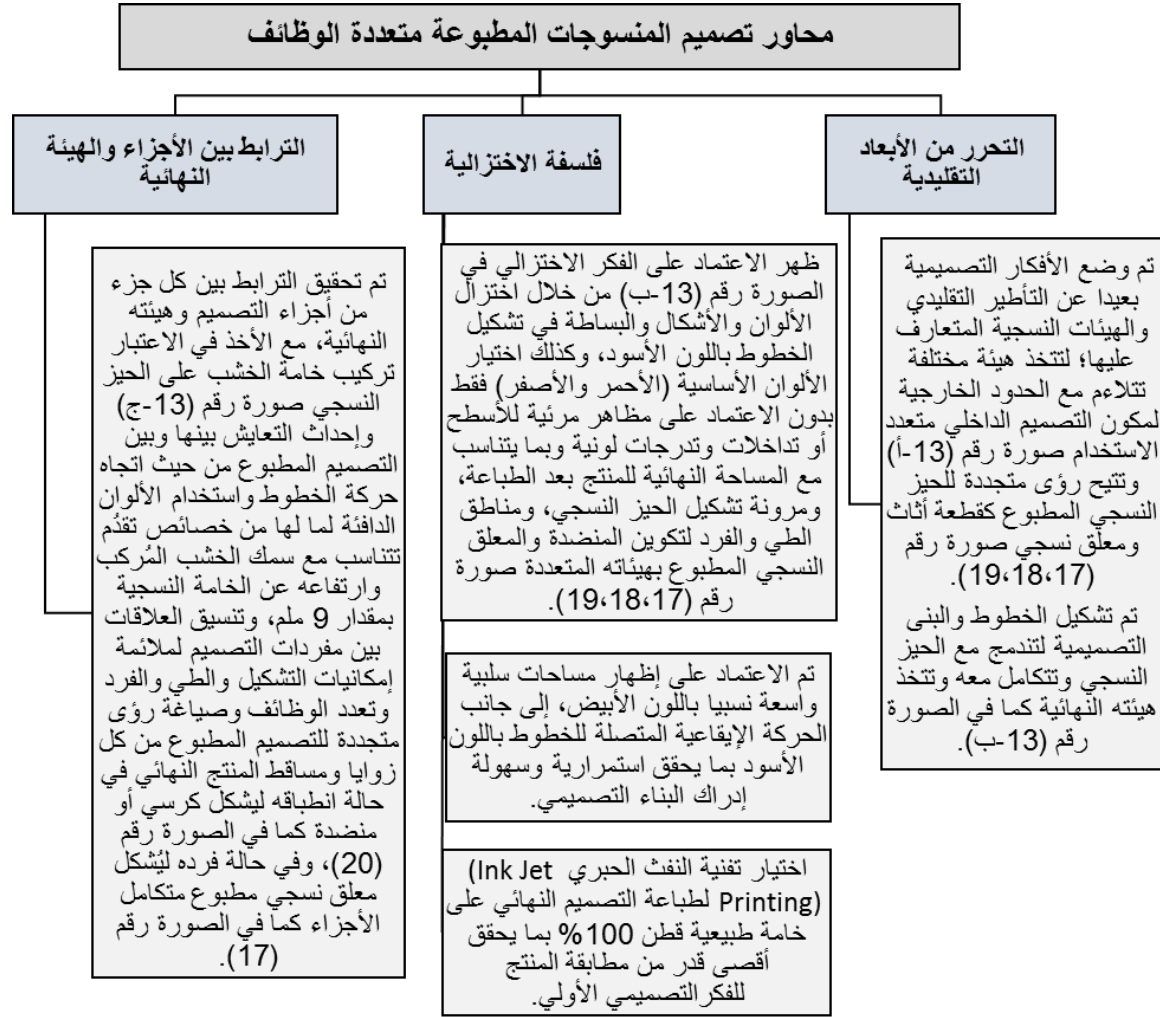 محاور تصميم المنسوجات المطبوعة متعددة الوظائف
التحرر من الأبعاد
التقليدية
تم وضع الأفكار التصميمية
بعيدا عن التأطير التقليدي
والهيئات النسجية المتعارف
عليها؛ لتتخذ هيئة مختلفة
تتلاءم مع الحدود الخارجية
لمكون التصميم الداخلي متعدد
الاستخدام صورة رقم (13-أ)
وتتيح رؤى متجددة للحيز
النسجي المطبوع كقطعة أثاث
ومعلق نسجي صورة رقم
(19،18،17).
تم تشكيل الخطوط والبنى
التصميمية لتندمج مع الحيز
النسجي وتتكامل معه وتتخذ
هيئته النهائية كما في الصورة
رقم (13-ب).
فلسفة الاختزالية
ظهر الاعتماد على الفكر الاختزالي في
الصورة رقم (13-ب) من خلال اختزال
الألوان والأشكال والبساطة في تشكيل
الخطوط باللون الأسود، وكذلك اختيار
الألوان الأساسية (الأحمر والأصفر) فقط
بدون الاعتماد على مظاهر مرئية للأسطح
أو تداخلات وتدرجات لونية وبما يتناسب
مع المساحة النهائية للمنتج بعد الطباعة،
ومرونة تشكيل الحيز النسجي، ومناطق
الطي والفرد لتكوين المنضدة والمعلق
النسجي المطبوع بهيئاته المتعددة صورة
رقم (19،18،17).
تم الاعتماد على إظهار مساحات سلبية
واسعة نسبيا باللون الأبيض، إلى جانب
الحركة الإيقاعية المتصلة للخطوط باللون
الأسود بما يحقق استمرارية وسهولة
إدراك البناء التصميمي.
اختيار تقنية النفث الحبري (Ink Jet
Printing) لطباعة التصميم النهائي على
خامة طبيعية قطن 100% بما يحقق
أقصى قدر من مطابقة المنتج
للفكر التصميمي الأولي.
الترابط بين الأجزاء والهيئة
النهائية
تم تحقيق الترابط بين كل جزء
من أجزاء التصميم وهيئته
النهائية، مع الأخذ في الاعتبار
تركيب خامة الخشب على الحيز
النسجي صورة رقم (13-ج)
وإحداث التعايش بينها وبين
التصميم المطبوع من حيث اتجاه
حركة الخطوط واستخدام الألوان
الدافئة لما لها من خصائص تقدُم
تتناسب مع سمك الخشب المُركب
وارتفاعه عن الخامة النسجية
بمقدار 9 ملم، وتنسيق العلاقات
بين مفردات التصميم لملائمة
إمكانيات التشكيل والطي والفرد
وتعدد الوظائف وصياغة رؤى
متجددة للتصميم المطبوع من كل
زوايا ومساقط المنتج النهائي في
حالة انطباقه ليشكل كرسي أو
منضدة كما في الصورة رقم
(20)، وفي حالة فرده ليُشكل
معلق نسجي مطبوع متكامل
الأجزاء كما في الصورة رقم
(17).